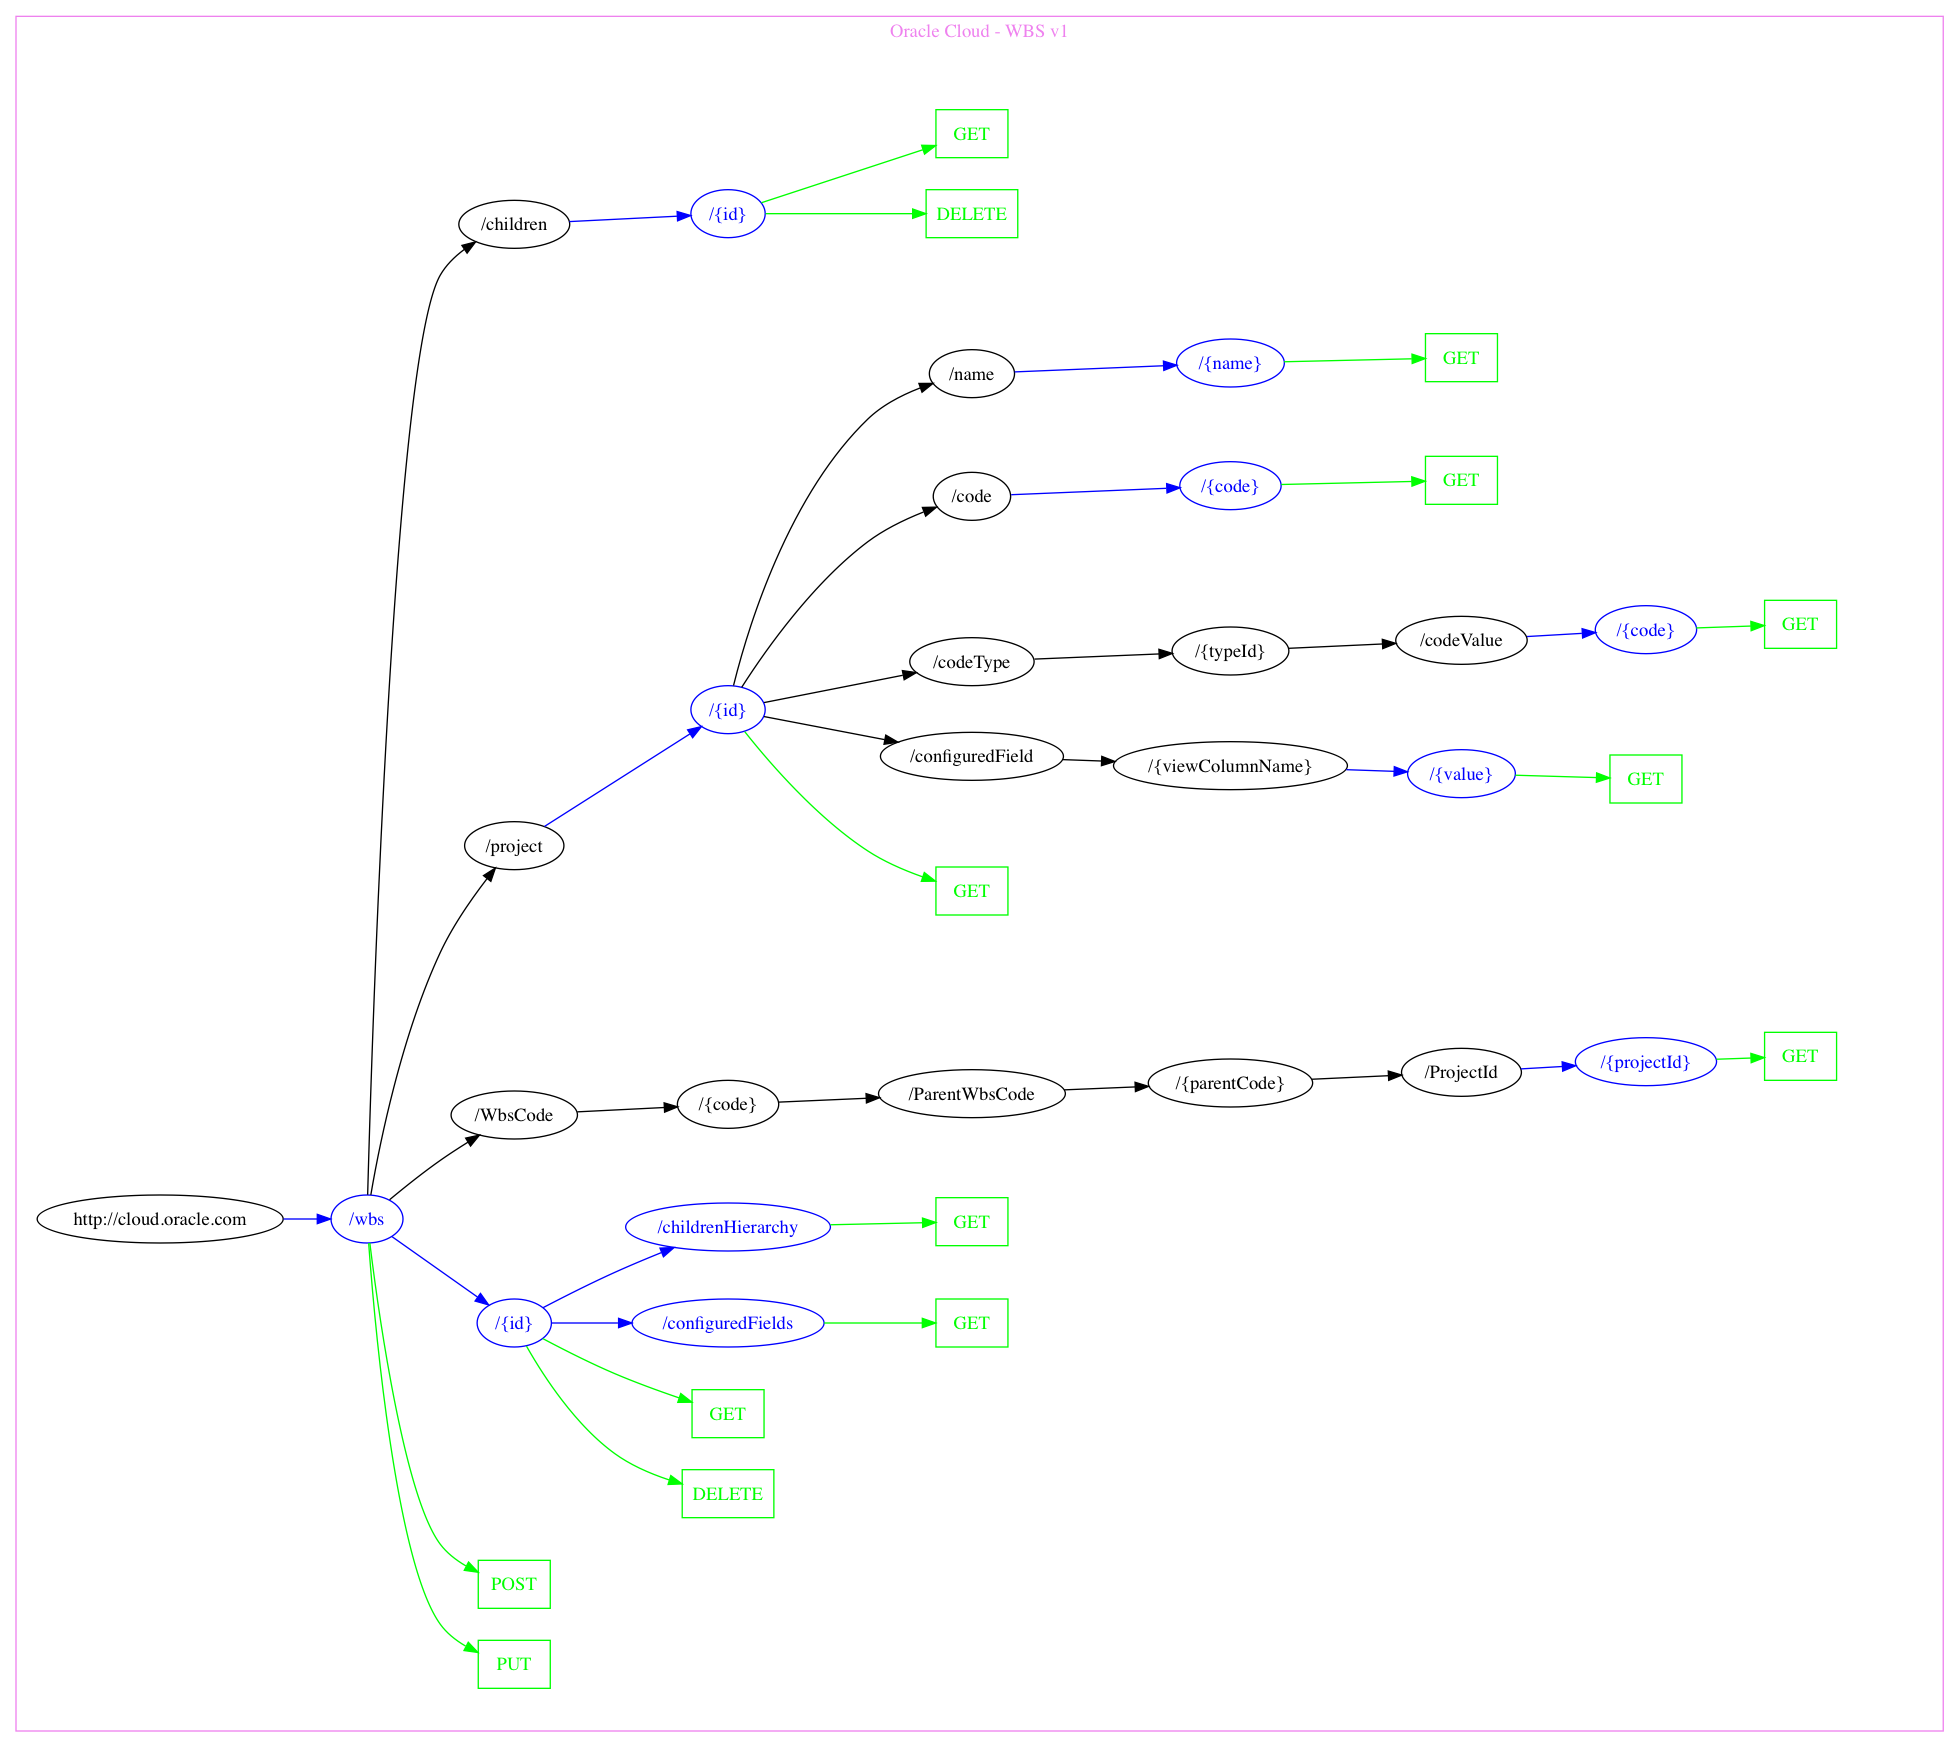 Oracle Cloud - WBS v1
GET
/children
/{id}
DELETE
/name
/{name}
GET
/code
/{code}
GET
/codeType
/{typeId}
/codeValue
/{code}
GET
/{id}
/configuredField
/{viewColumnName}
/{value}
GET
/project
GET
/WbsCode
/{code}
/ParentWbsCode
/{parentCode}
/ProjectId
/{projectId}
GET
http://cloud.oracle.com
/wbs
/childrenHierarchy
GET
/{id}
/configuredFields
GET
GET
DELETE
POST
PUT